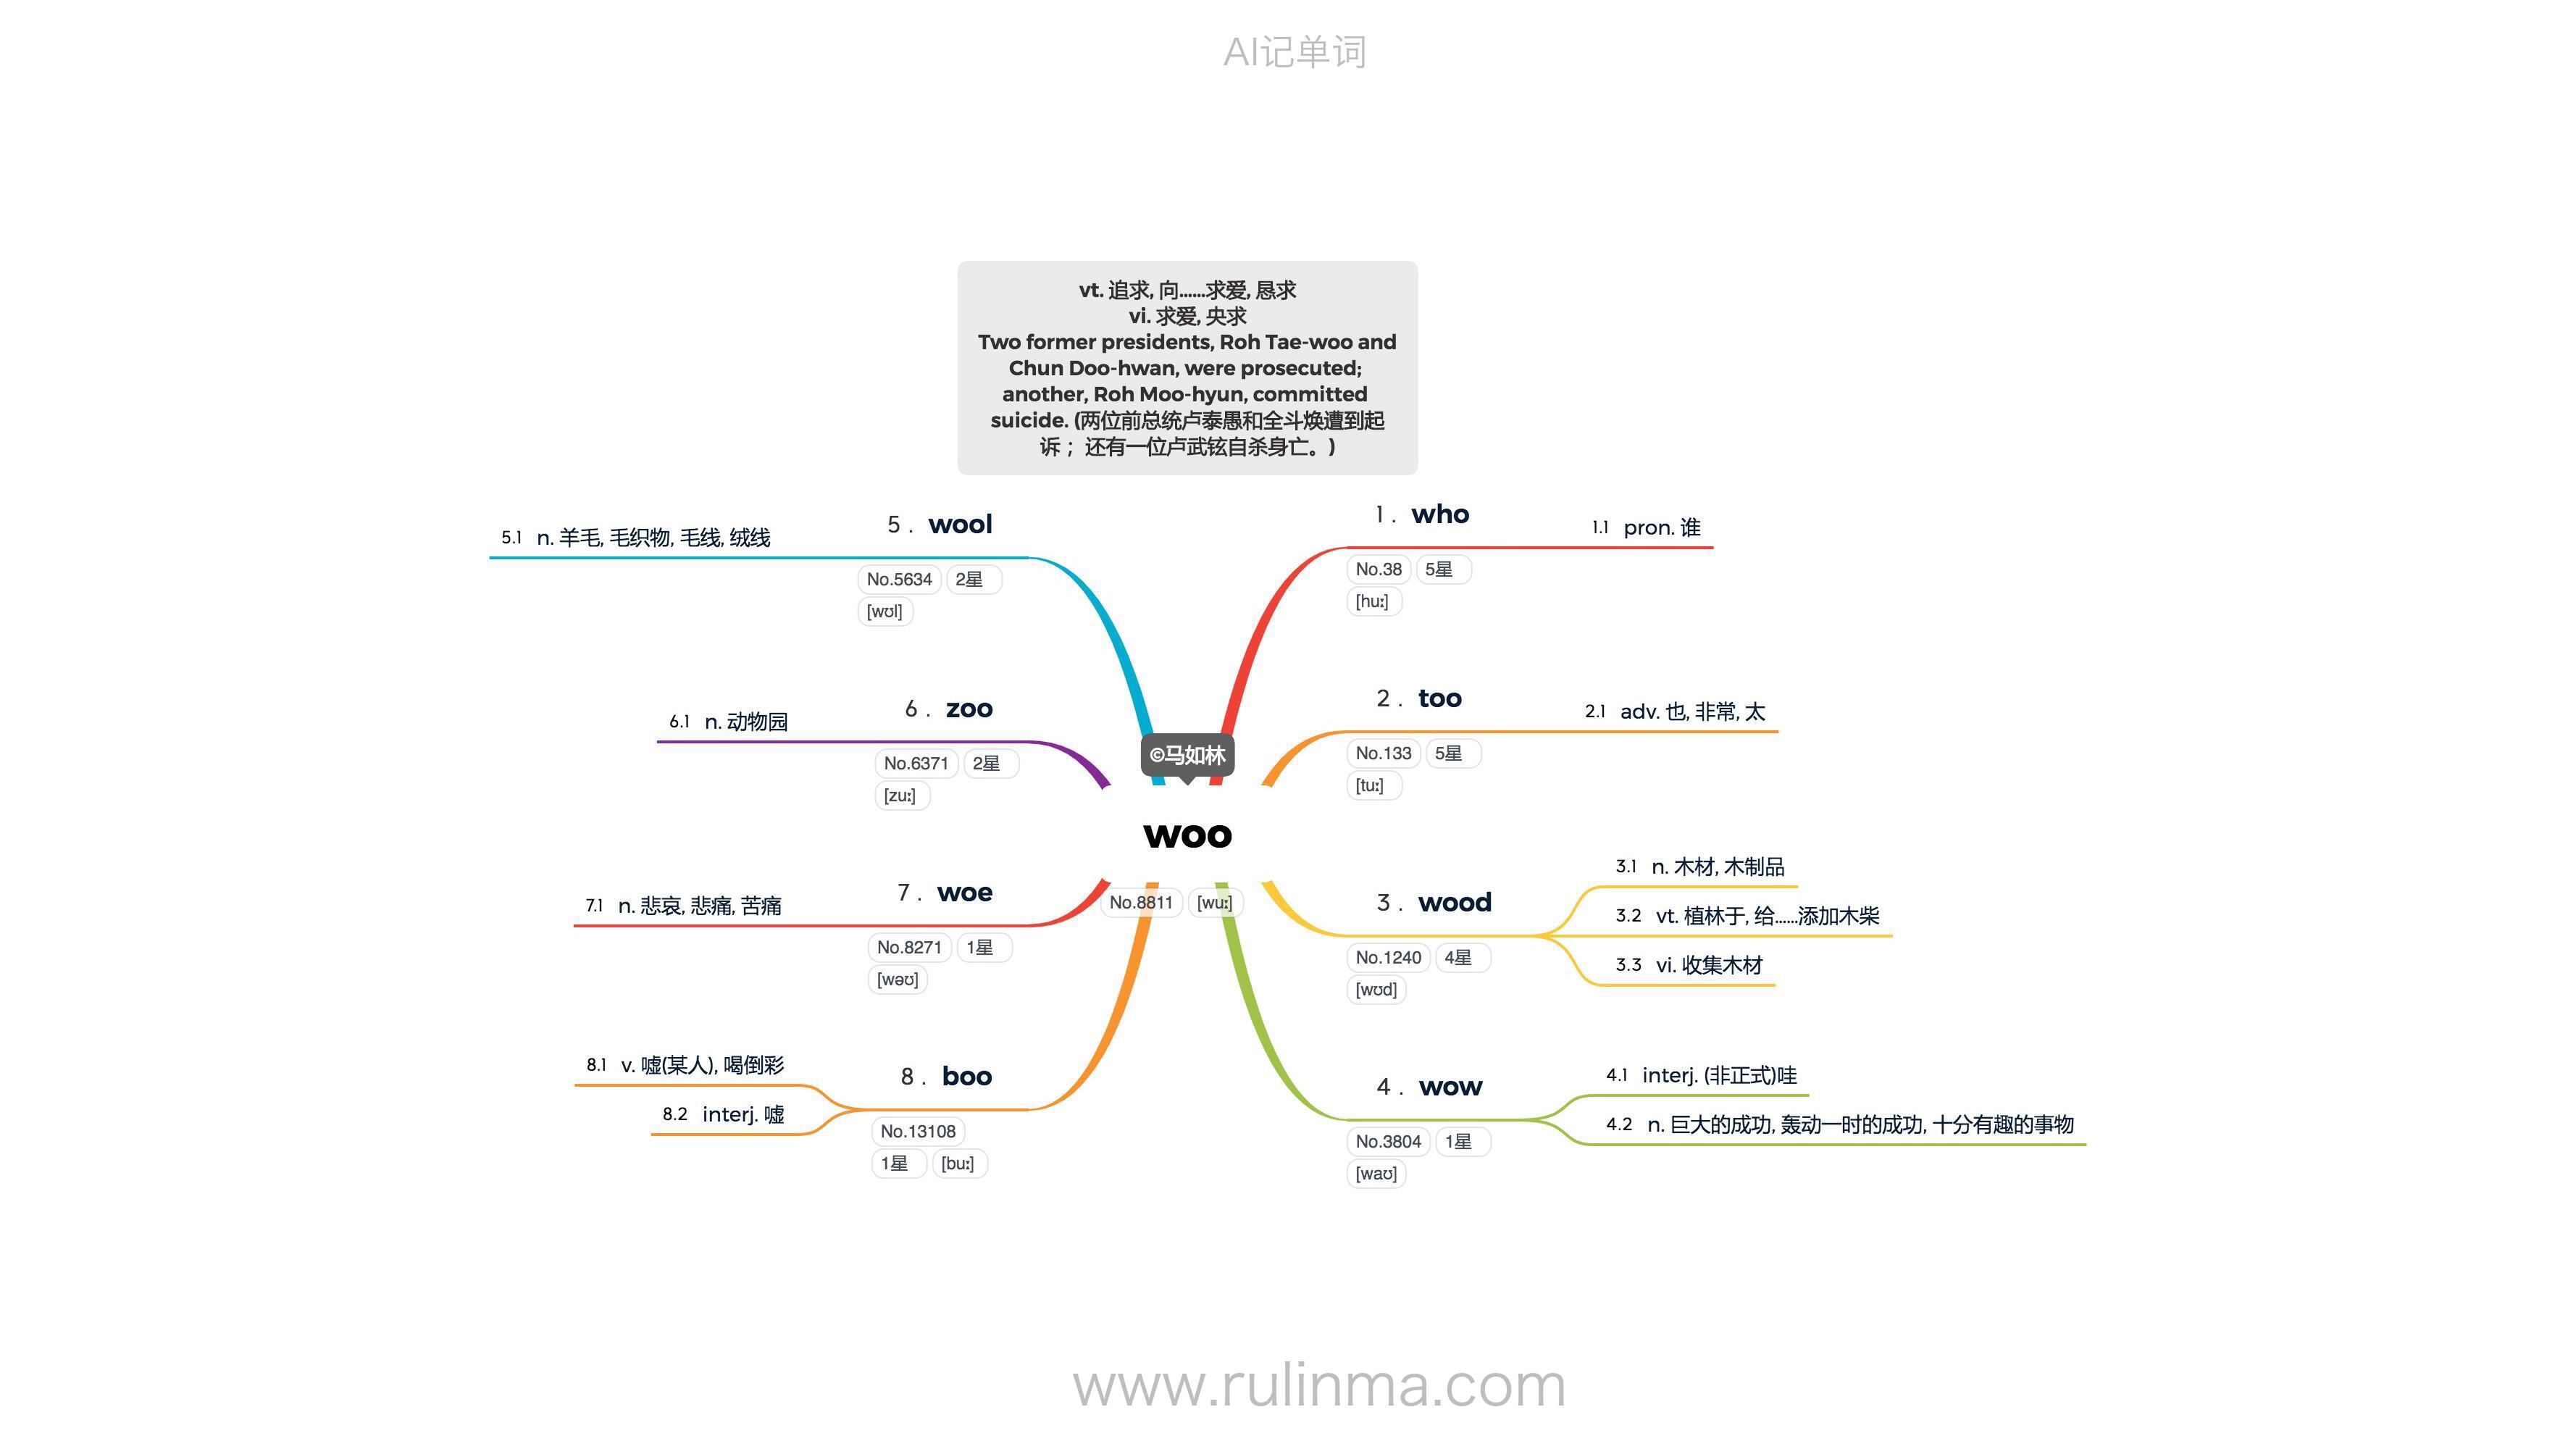 AI记单词
vt. 追求, 向......求爱, 恳求
vi. 求爱, 央求
Two former presidents, Roh Tae-woo and
Chun Doo-hwan, were prosecuted;
another, Roh Moo-hyun, committed
suicide. (两位前总统卢泰愚和全斗焕遭到起
诉； 还有一位卢武铉自杀身亡。)
©马如林
woo
No.8811 [wuː]
1. who
No.38 5星
[huː]
1.1 pron. 谁
2. too
No.133 5星
[tuː]
2.1 adv. 也, 非常, 太
3. wood
No.1240 4星
[wʊd]
3.1 n. 木材, 木制品
3.2 vt. 植林于, 给......添加木柴
3.3 vi. 收集木材
4. wow
No.3804 1星
[waʊ]
4.1 interj. (非正式)哇
4.2 n. 巨大的成功, 轰动一时的成功, 十分有趣的事物
5. wool
No.5634 2星
[wʊl]
5.1 n. 羊毛, 毛织物, 毛线, 绒线
6. zoo
No.6371 2星
[zuː]
6.1 n. 动物园
7. woe
No.8271 1星
[wəʊ]
7.1 n. 悲哀, 悲痛, 苦痛
8. boo
No.13108
1星 [buː]
8.1 v. 嘘(某人), 喝倒彩
8.2 interj. 嘘
www.rulinma.com